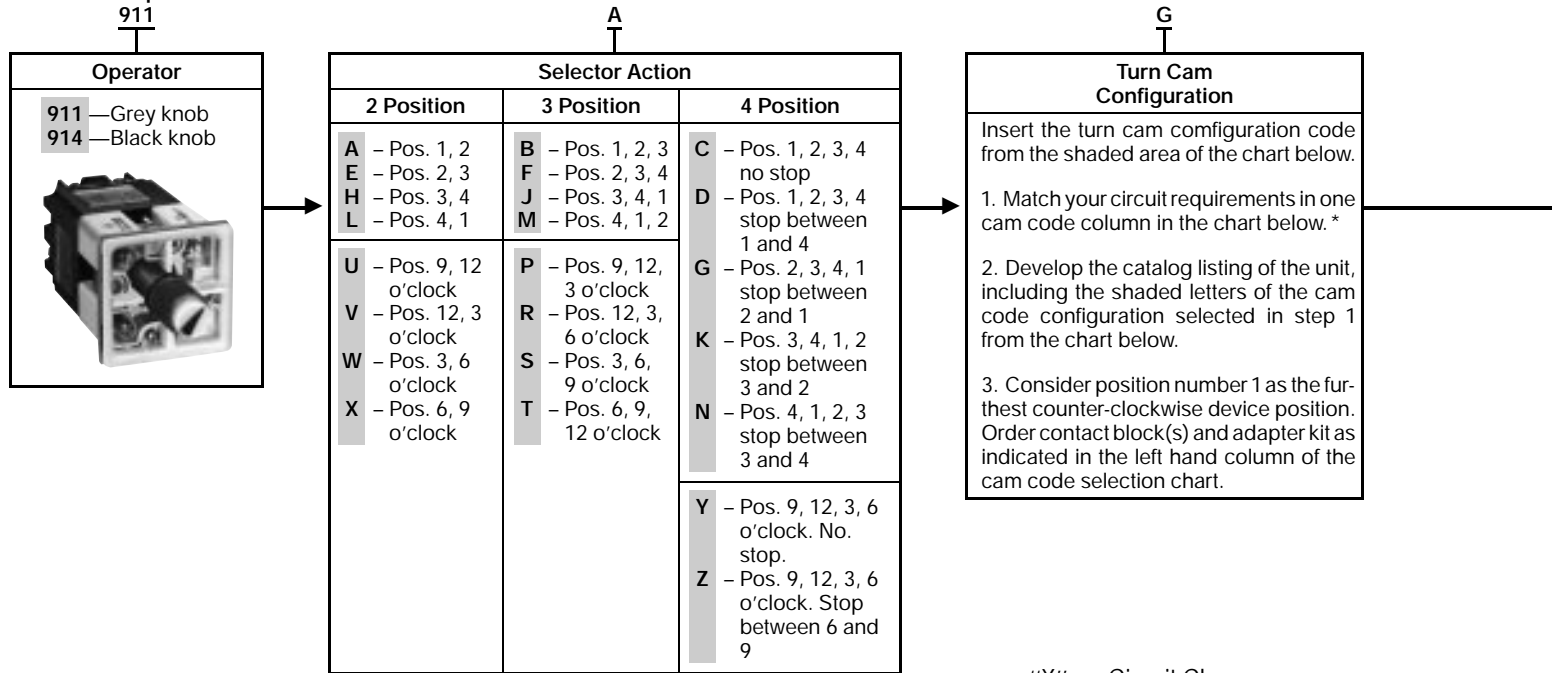 911
A
G
Operator
911 —Grey knob
914 —Black knob
Selector Action
2 Position
3 Position
4 Position
A – Pos. 1, 2
E – Pos. 2, 3
H – Pos. 3, 4
L – Pos. 4, 1
U – Pos. 9, 12
o’clock
V – Pos. 12, 3
o’clock
W – Pos. 3, 6
o’clock
X – Pos. 6, 9
o’clock
B – Pos. 1, 2, 3
F – Pos. 2, 3, 4
J – Pos. 3, 4, 1
M – Pos. 4, 1, 2
P – Pos. 9, 12,
3 o’clock
R – Pos. 12, 3,
6 o’clock
S – Pos. 3, 6,
9 o’clock
T – Pos. 6, 9,
12 o’clock
C – Pos. 1, 2, 3, 4
no stop
D – Pos. 1, 2, 3, 4
stop between
1 and 4
G – Pos. 2, 3, 4, 1
stop between
2 and 1
K – Pos. 3, 4, 1, 2
stop between
3 and 2
N – Pos. 4, 1, 2, 3
stop between
3 and 4
Y – Pos. 9, 12, 3, 6
o’clock. No.
stop.
Z – Pos. 9, 12, 3, 6
o’clock. Stop
between 6 and
9
Turn Cam
Configuration
Insert the turn cam comfiguration code
from the shaded area of the chart below.
1. Match your circuit requirements in one
cam code column in the chart below. *
2. Develop the catalog listing of the unit,
including the shaded letters of the cam
code configuration selected in step 1
from the chart below.
3. Consider position number 1 as the fur-
thest counter-clockwise device position.
Order contact block(s) and adapter kit as
indicated in the left hand column of the
cam code selection chart.